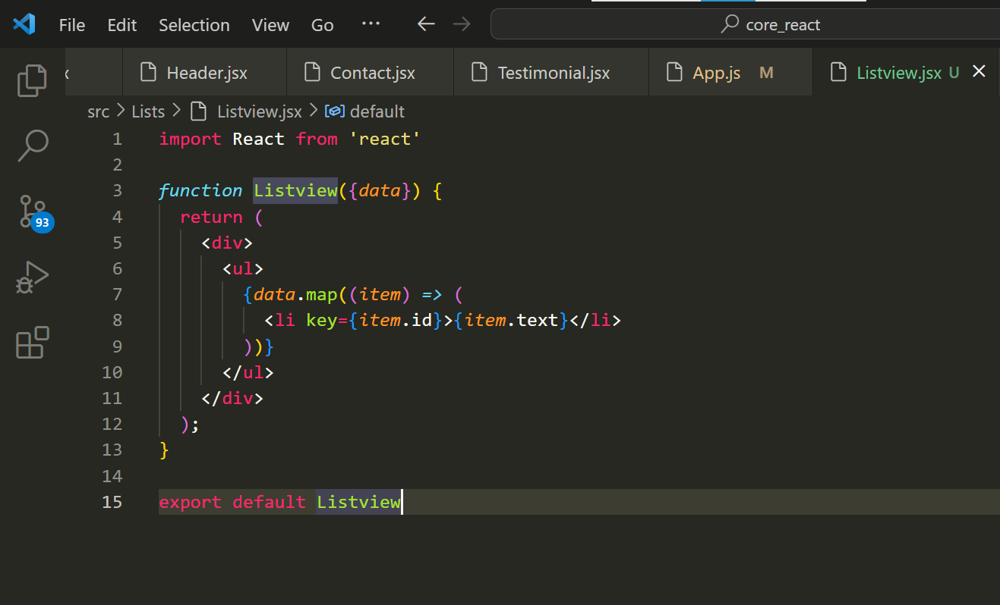 File Edit Selection View Go ··· core_react
x Header.jsx Contact.jsx Testimonial.jsx App.js M Listview.jsx U
src > Lists > Listview.jsx > default
1 import React from 'react'
2
3 function Listview({data}) {
4 return (
5 <div>
6 <ul>
7 {data.map((item) => (
8 <li key={item.id}>{item.text}</li>
9 ))}
10 </ul>
11 </div>
12 );
13 }
14
15 export default Listview
93